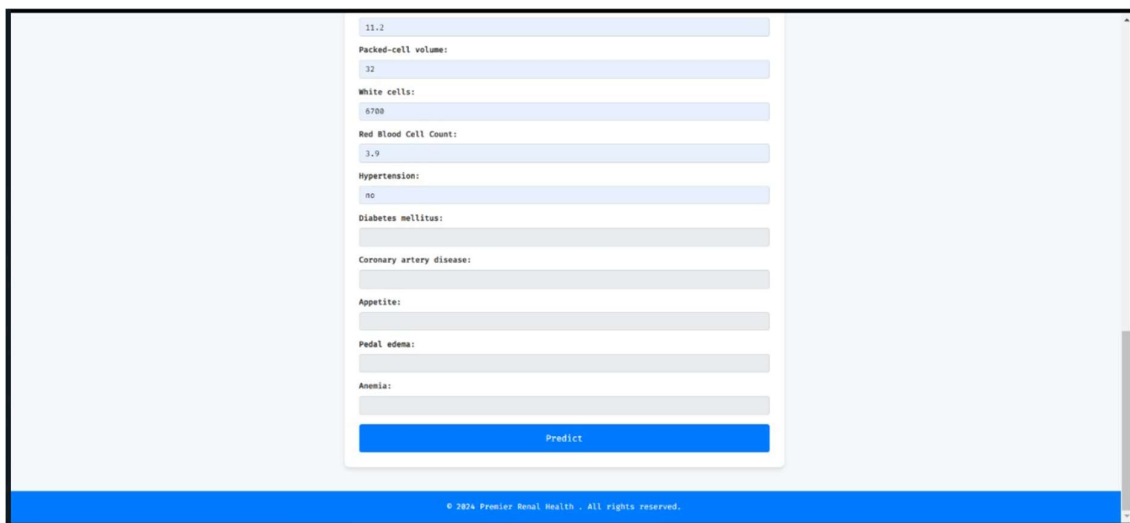 11.2
Packed-cell volume:
32
White cells:
6700
Red Blood Cell Count:
3.9
Hypertension:
no
Diabetes mellitus:
Coronary artery disease:
Appetite:
Pedal edema:
Anemia:
Predict
© 2024 Premier Renal Health . All rights reserved.